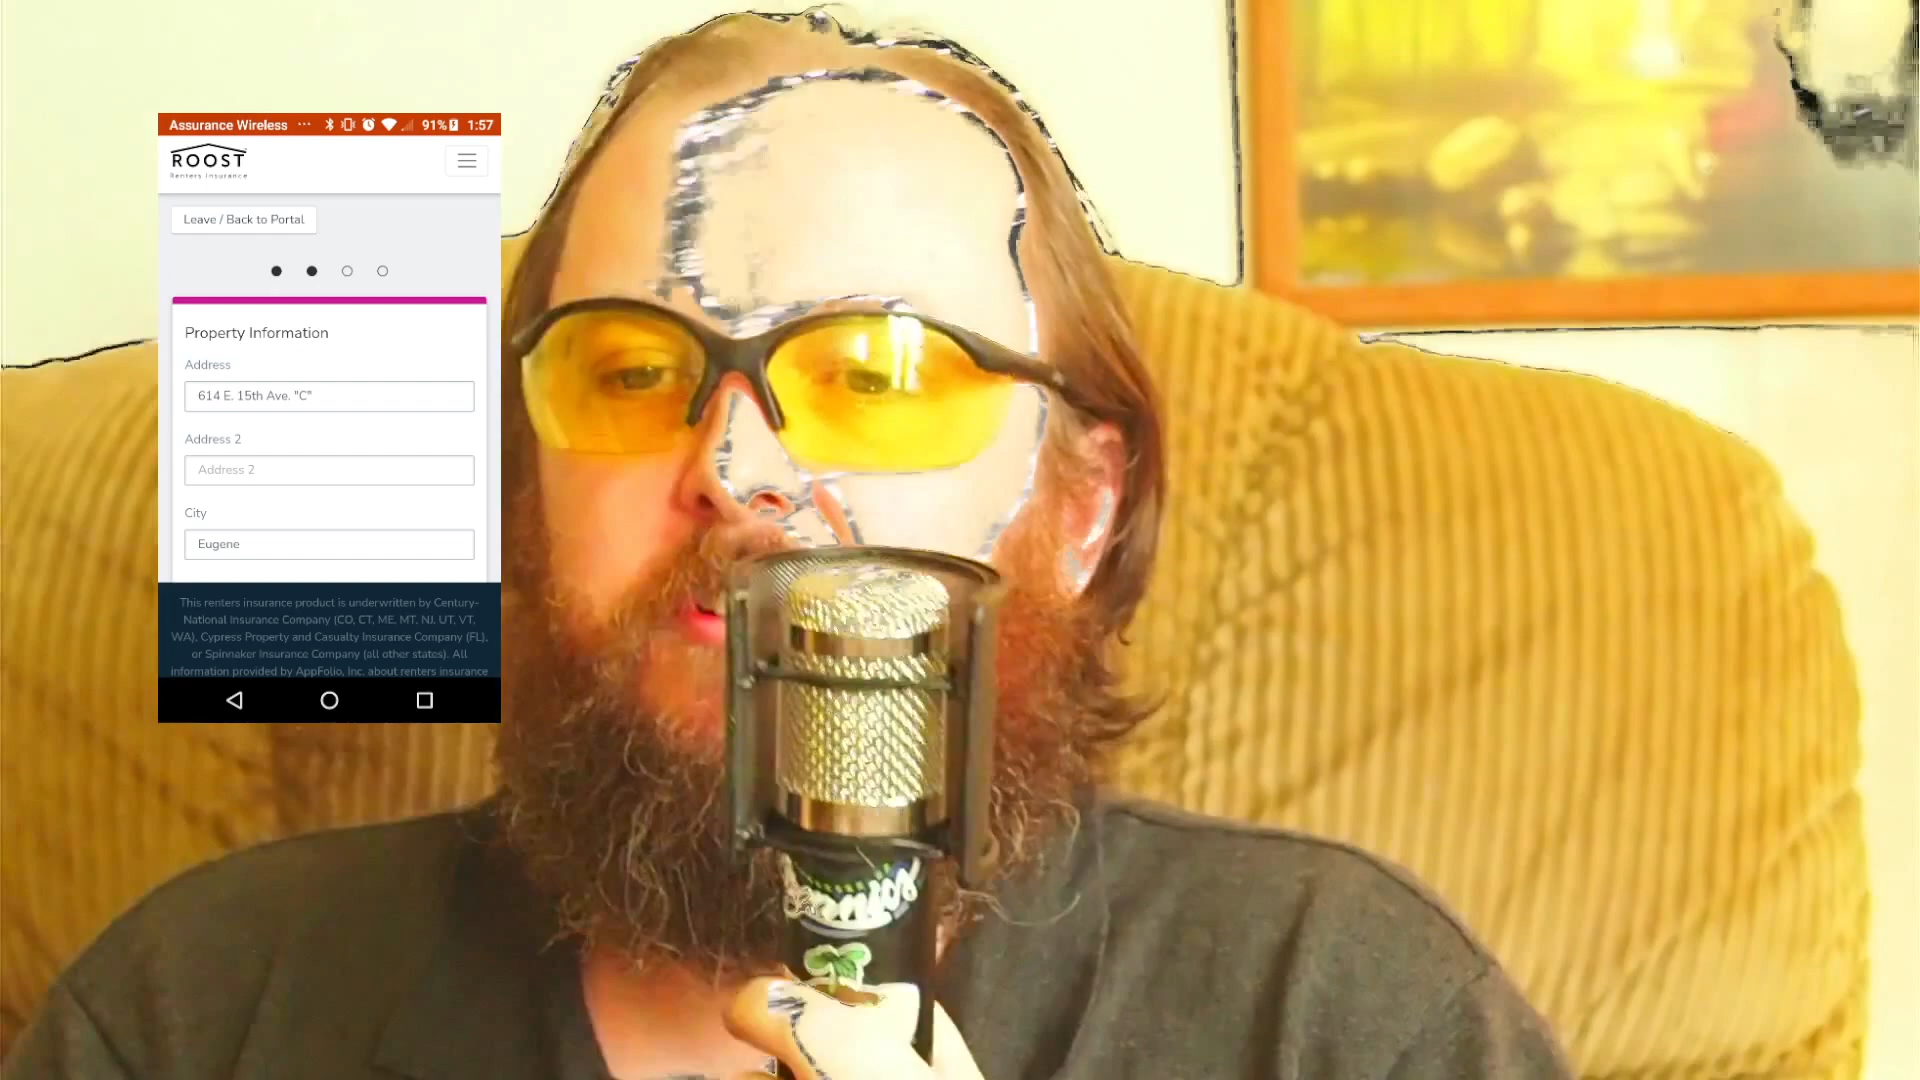 Assurance Wireless ··· 91% 1:57
ROOST
Renters Insurance
Leave / Back to Portal
Property Information
Address
614 E. 15th Ave. "C"
Address 2
Address 2
City
Eugene
This renters insurance product is underwritten by Century-
National Insurance Company (CO, CT, ME, MT, NJ, UT, VT,
WA), Cypress Property and Casualty Insurance Company (FL),
or Spinnaker Insurance Company (all other states). All
information provided by AppFolio, Inc. about renters insurance